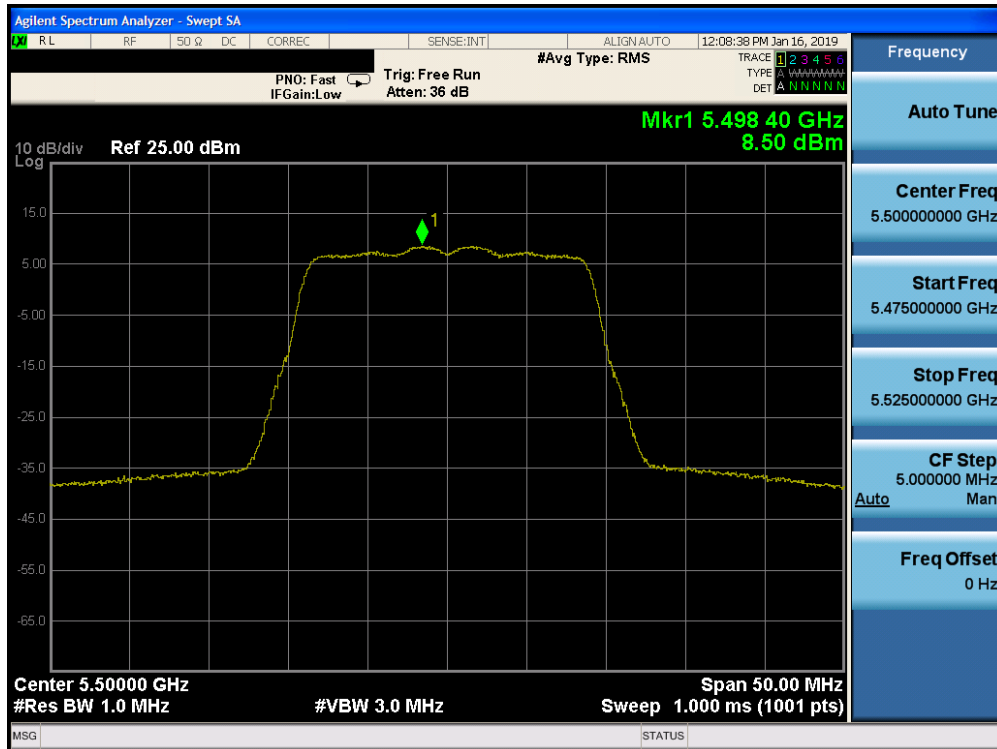 Agilent Spectrum Analyzer - Swept SA
LXI RL RF 50 Ω DC CORREC SENSE:INT ALIGN AUTO 12:08:38 PM Jan 16, 2019
#Avg Type: RMS TRACE 1 2 3 4 5 6
PNO: Fast Trig: Free Run TYPE A
IFGain:Low Atten: 36 dB DET A N N N N N
Mkr1 5.498 40 GHz
8.50 dBm
10 dB/div Ref 25.00 dBm
Log
1
15.0
5.00
-5.00
-15.0
-25.0
-35.0
-45.0
-55.0
-65.0
Center 5.50000 GHz Span 50.00 MHz
#Res BW 1.0 MHz #VBW 3.0 MHz Sweep 1.000 ms (1001 pts)
MSG STATUS
Frequency
Auto Tune
Center Freq
5.500000000 GHz
Start Freq
5.475000000 GHz
Stop Freq
5.525000000 GHz
CF Step
5.000000 MHz
Auto Man
Freq Offset
0 Hz